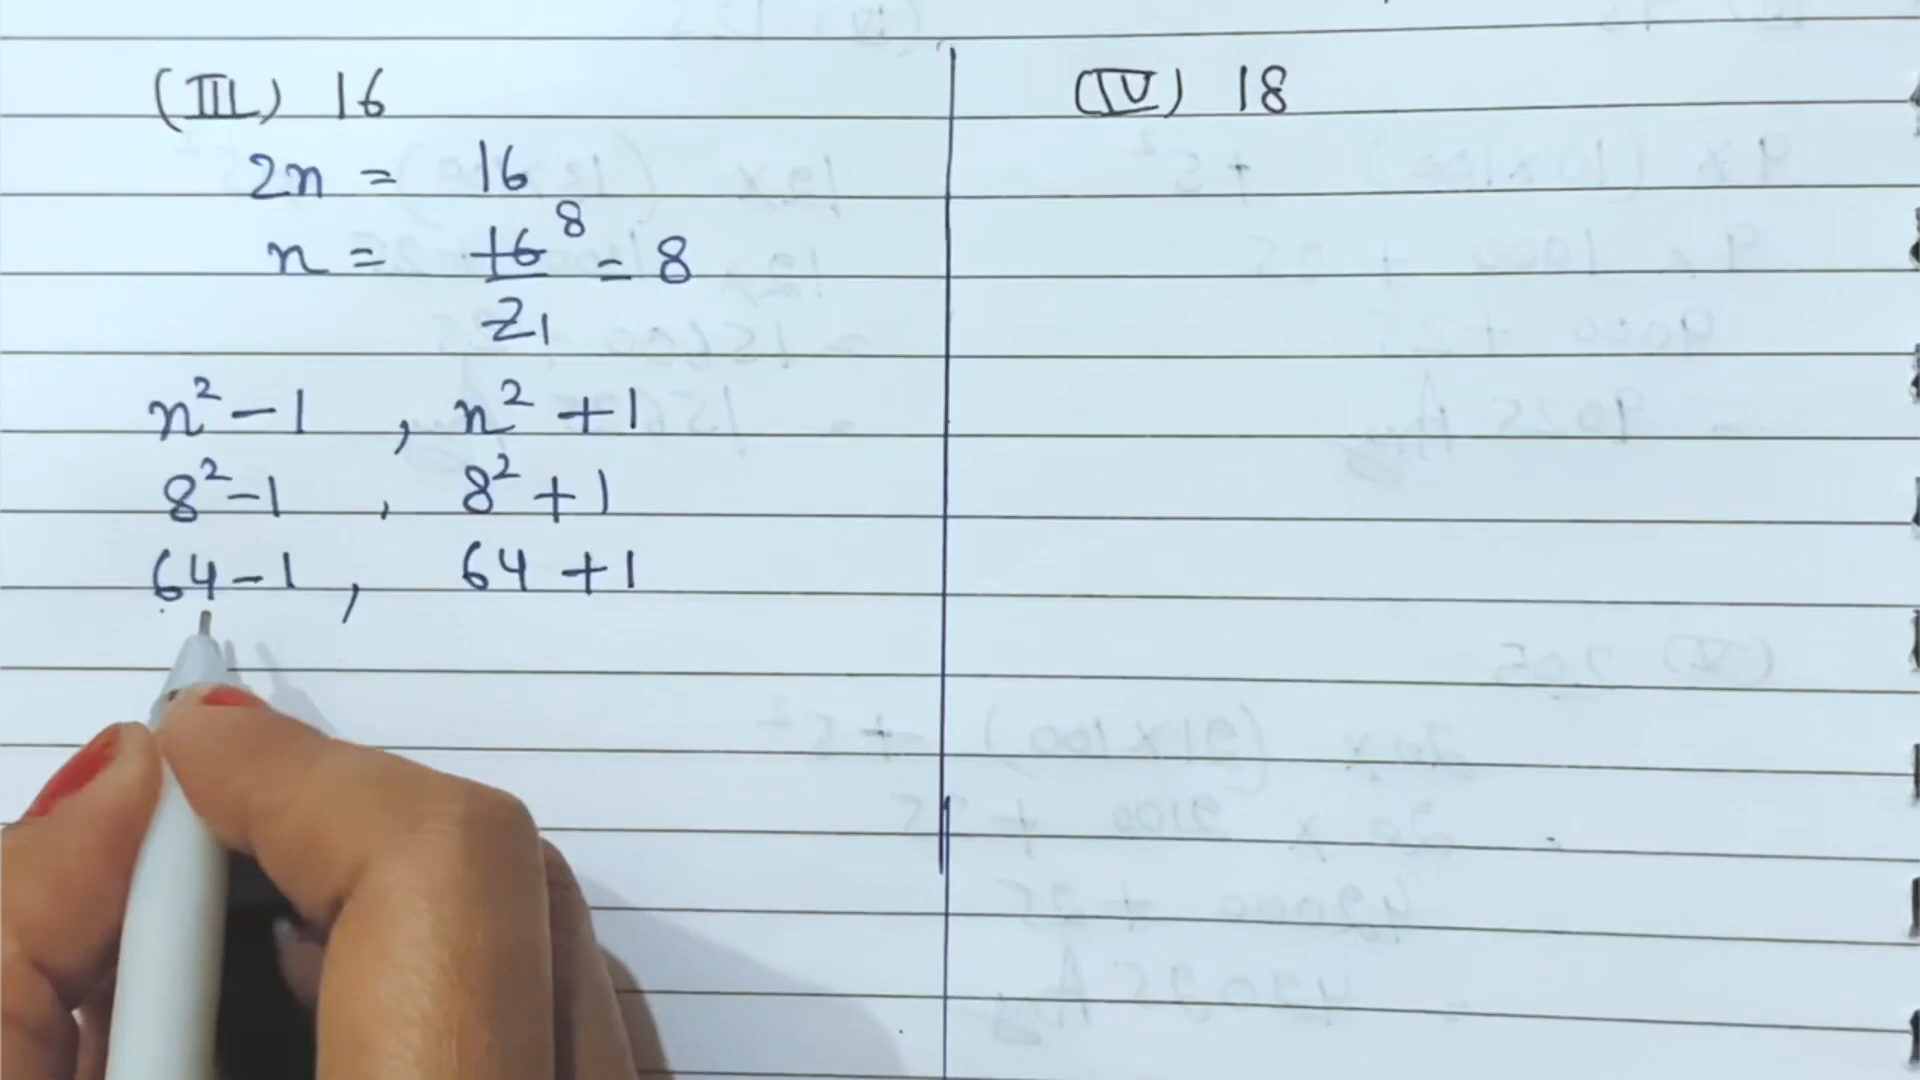 (III) 16
2n = 16
n = 16 8 = 8
2 1
n² - 1 , n² + 1
8² - 1 , 8² + 1
64 - 1 , 64 + 1
(IV) 18